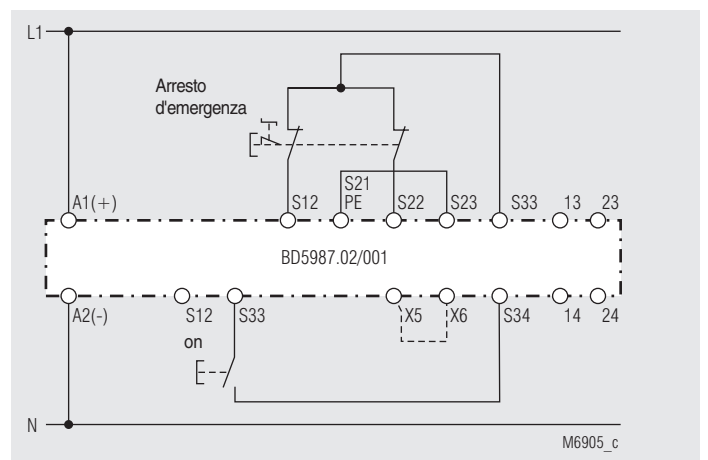 L1
Arresto
d'emergenza
S21
A1(+) S12 PE S22 S23 S33 13 23
BD5987.02/001
A2(-) S12 S33 X5 X6 S34 14 24
on
N
M6905_c